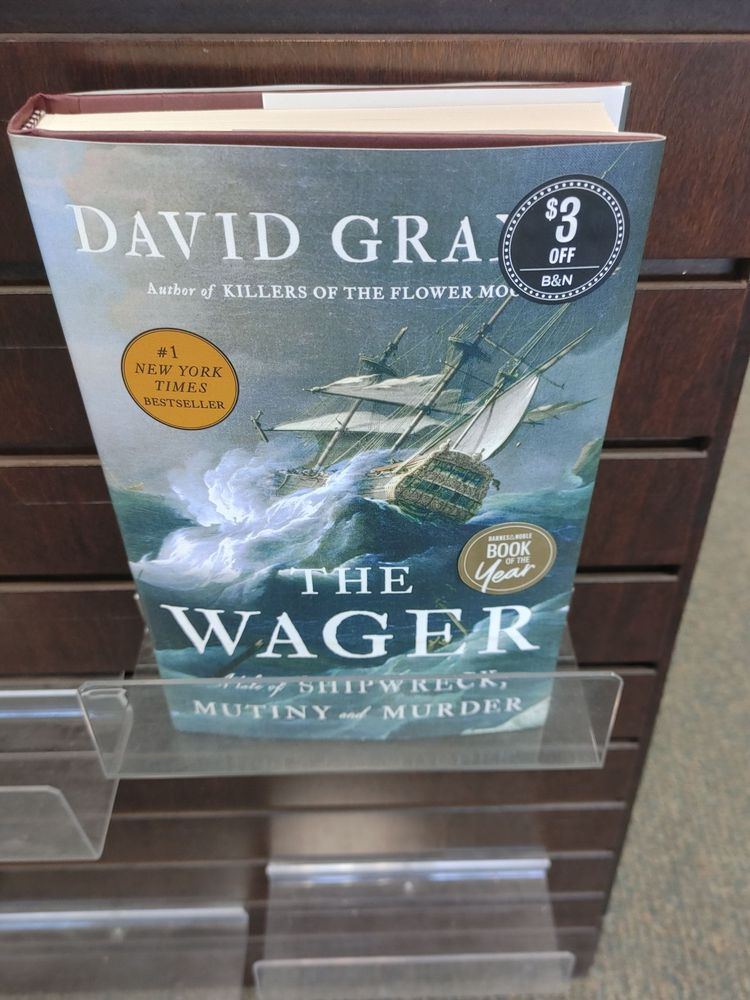 DAVID GRA
$3
OFF
B&N
Author of KILLERS OF THE FLOWER MOO
#1
NEW YORK
TIMES
BESTSELLER
BARNES & NOBLE
BOOK
OF THE
Year
THE
WAGER
A tale of SHIPWRECK,
MUTINY and MURDER